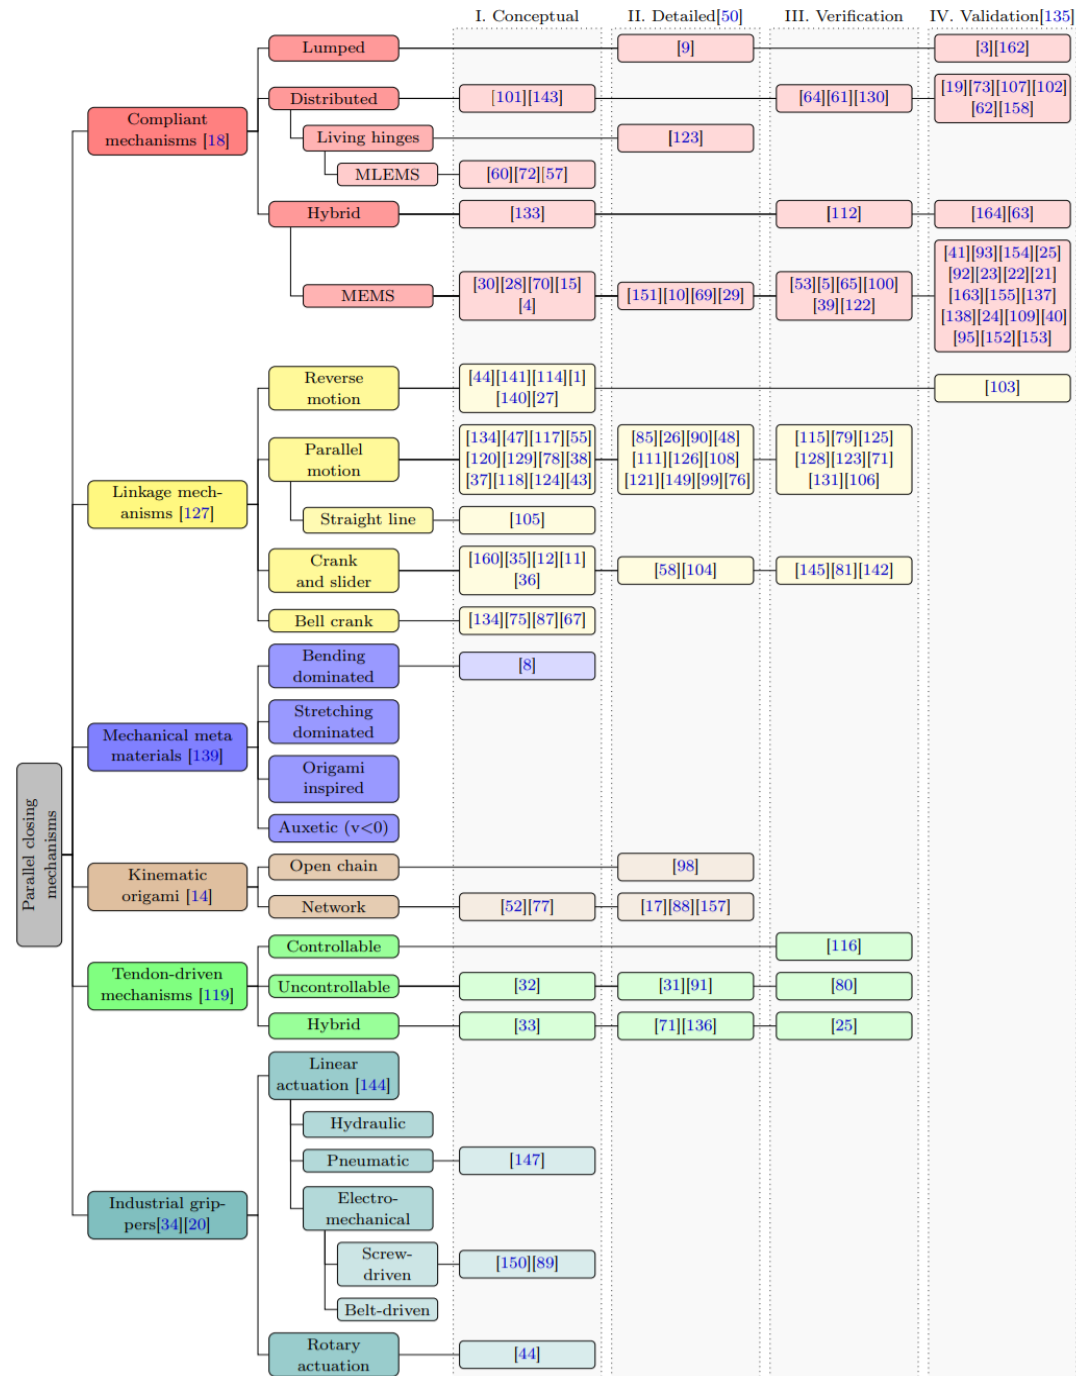 I. Conceptual II. Detailed[50] III. Verification IV. Validation[135]
Lumped [9] [3][162]
Distributed [101][143] [64][61][130] [19][73][107][102]
[62][158]
Compliant
mechanisms [18]
Living hinges [123]
MLEMS [60][72][57]
Hybrid [133] [112] [164][63]
MEMS [30][28][70][15]
[4]
[151][10][69][29]
[53][5][65][100]
[39][122]
[41][93][154][25]
[92][23][22][21]
[163][155][137]
[138][24][109][40]
[95][152][153]
Reverse
motion
[44][141][114][1]
[140][27]
[103]
Parallel
motion
[134][47][117][55]
[120][129][78][38]
[37][118][124][43]
[85][26][90][48]
[111][126][108]
[121][149][99][76]
[115][79][125]
[128][123][71]
[131][106]
Linkage mech-
anisms [127]
Straight line [105]
Crank
and slider
[160][35][12][11]
[36]
[58][104]
[145][81][142]
Bell crank [134][75][87][67]
Bending
dominated
[8]
Stretching
dominated
Mechanical meta
materials [139]
Origami
inspired
Auxetic (v<0)
Parallel closing
mechanisms
Kinematic
origami [14]
Open chain [98]
Network [52][77] [17][88][157]
Controllable [116]
Tendon-driven
mechanisms [119]
Uncontrollable [32] [31][91] [80]
Hybrid [33] [71][136] [25]
Linear
actuation [144]
Hydraulic
Pneumatic [147]
Industrial grip-
pers[34][20]
Electro-
mechanical
Screw-
driven
[150][89]
Belt-driven
Rotary
actuation
[44]